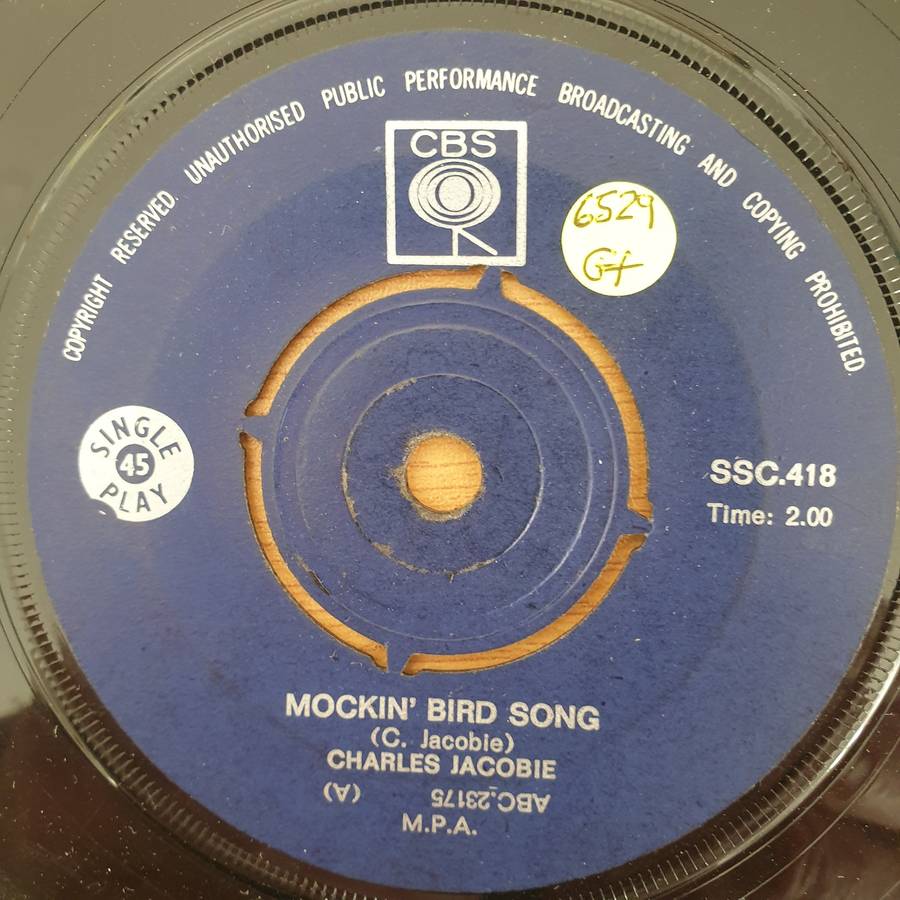 COPYRIGHT RESERVED. UNAUTHORISED PUBLIC PERFORMANCE BROADCASTING AND COPYING PROHIBITED.
CBS
6529
G+
SINGLE
45
PLAY
SSC.418
Time: 2.00
MOCKIN' BIRD SONG
(C. Jacobie)
CHARLES JACOBIE
ABC.23175 (A)
M.P.A.